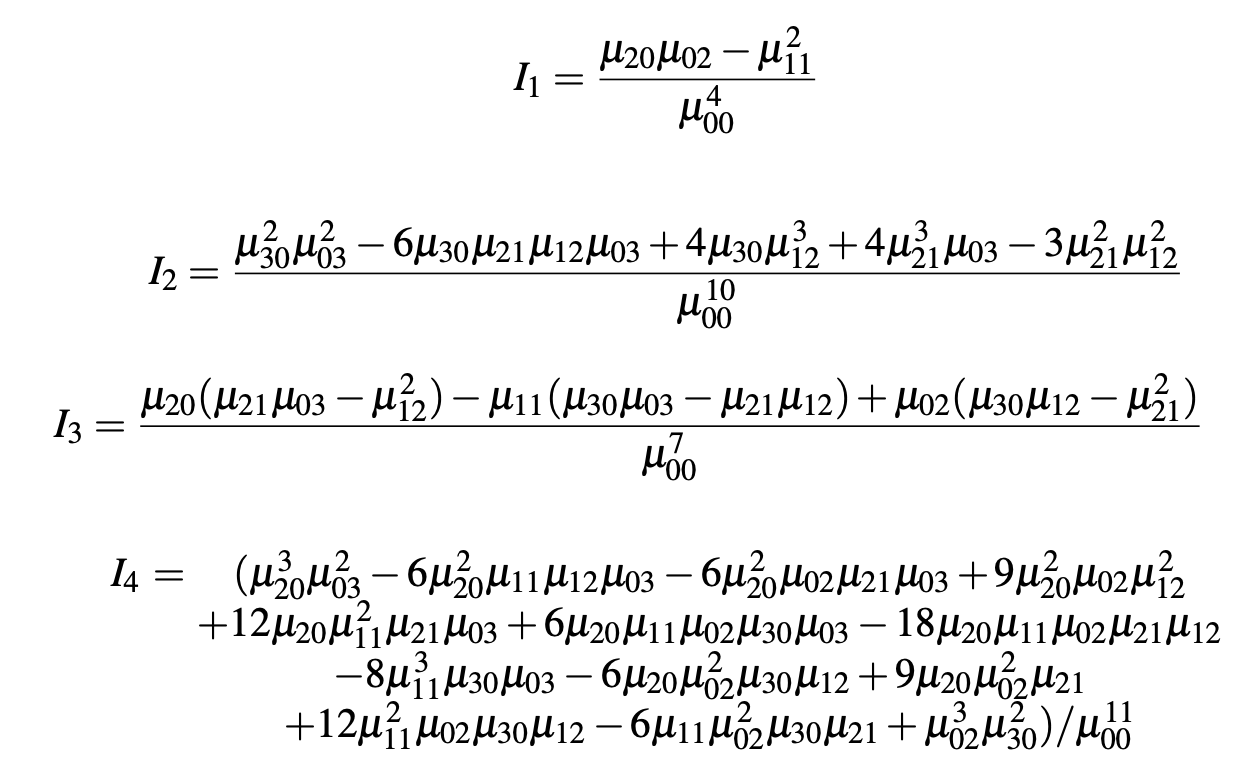 I_1 = \frac{\mu_{20}\mu_{02} - \mu_{11}^2}{\mu_{00}^4}
I_2 = \frac{\mu_{30}^2\mu_{03}^2 - 6\mu_{30}\mu_{21}\mu_{12}\mu_{03} + 4\mu_{30}\mu_{12}^3 + 4\mu_{21}^3\mu_{03} - 3\mu_{21}^2\mu_{12}^2}{\mu_{00}^{10}}
I_3 = \frac{\mu_{20}(\mu_{21}\mu_{03} - \mu_{12}^2) - \mu_{11}(\mu_{30}\mu_{03} - \mu_{21}\mu_{12}) + \mu_{02}(\mu_{30}\mu_{12} - \mu_{21}^2)}{\mu_{00}^7}
I_4 = (\mu_{20}^3\mu_{03}^2 - 6\mu_{20}^2\mu_{11}\mu_{12}\mu_{03} - 6\mu_{20}^2\mu_{02}\mu_{21}\mu_{03} + 9\mu_{20}^2\mu_{02}\mu_{12}^2
+12\mu_{20}\mu_{11}^2\mu_{21}\mu_{03} + 6\mu_{20}\mu_{11}\mu_{02}\mu_{30}\mu_{03} - 18\mu_{20}\mu_{11}\mu_{02}\mu_{21}\mu_{12}
-8\mu_{11}^3\mu_{30}\mu_{03} - 6\mu_{20}\mu_{02}^2\mu_{30}\mu_{12} + 9\mu_{20}\mu_{02}^2\mu_{21}
+12\mu_{11}^2\mu_{02}\mu_{30}\mu_{12} - 6\mu_{11}\mu_{02}^2\mu_{30}\mu_{21} + \mu_{02}^3\mu_{30}^2)/\mu_{00}^{11}